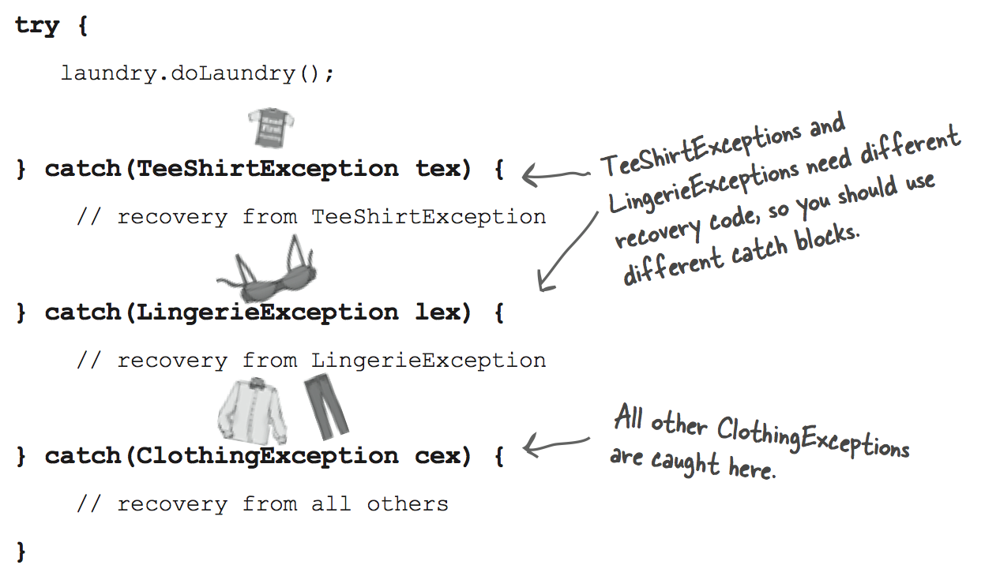 try {
laundry.doLaundry();
} catch(TeeShirtException tex) {
// recovery from TeeShirtException
TeeShirtExceptions and
LingerieExceptions need different
recovery code, so you should use
different catch blocks.
} catch(LingerieException lex) {
// recovery from LingerieException
} catch(ClothingException cex) {
All other ClothingExceptions
are caught here.
// recovery from all others
}